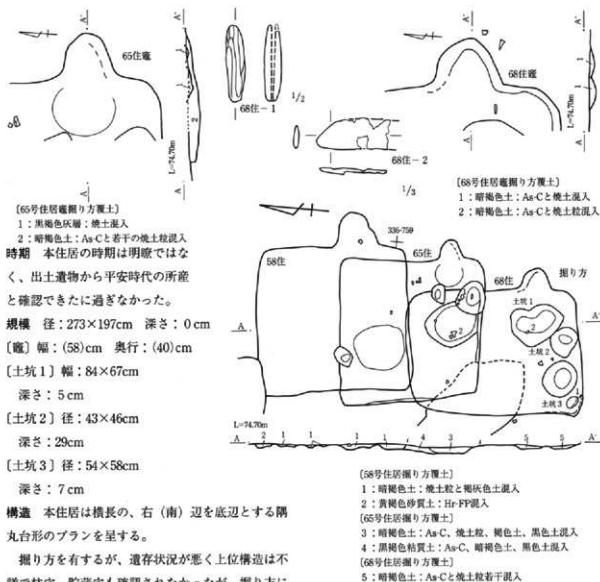 65住竈
A'
L=74.70m
A
68住-1
1/2
68住-2
1/3
68住竈
A'
L=74.70m
A
〔65号住居竈掘り方覆土〕
1：黒褐色灰層：焼土混入
2：暗褐色土：As-Cと若干の焼土粒混入
〔68号住居竈掘り方覆土〕
1：暗褐色土：As-Cと焼土混入
2：暗褐色土：As-Cと焼土粒混入
時期　本住居の時期は明瞭ではな
く、出土遺物から平安時代の所産
と確認できたに過ぎなかった。
規模　径：273×197cm　深さ：0cm
〔竈〕幅：(58)cm　奥行：(40)cm
〔土坑1〕幅：84×67cm
深さ：5cm
〔土坑2〕径：43×46cm
深さ：29cm
〔土坑3〕径：54×58cm
深さ：7cm
構造　本住居は横長の、右（南）辺を底辺とする隅
丸台形のプランを呈する。
掘り方を有するが、遺存状況が悪く上位構造は不
336-759
58住
65住
68住
掘り方
土坑1
土坑2
土坑3
A
A'
L=74.70m
A
2 1 1 1 4 3 4 5 5
A'
〔58号住居掘り方覆土〕
1：暗褐色土：焼土粒と褐灰色土混入
2：黄褐色砂質土：Hr-FP混入
〔65号住居掘り方覆土〕
3：暗褐色土：As-C、焼土粒、褐色土、黒色土混入
4：黒褐色粘質土：As-C、暗褐色土、黒色土混入
〔68号住居掘り方覆土〕
5：暗褐色土：As-Cと焼土粒若干混入